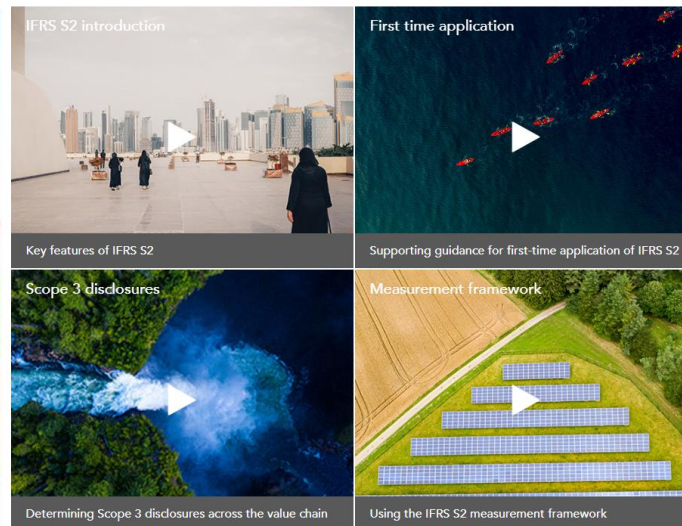 IFRS S2 introduction
First time application
Key features of IFRS S2
Supporting guidance for first-time application of IFRS S2
Scope 3 disclosures
Measurement framework
Determining Scope 3 disclosures across the value chain
Using the IFRS S2 measurement framework